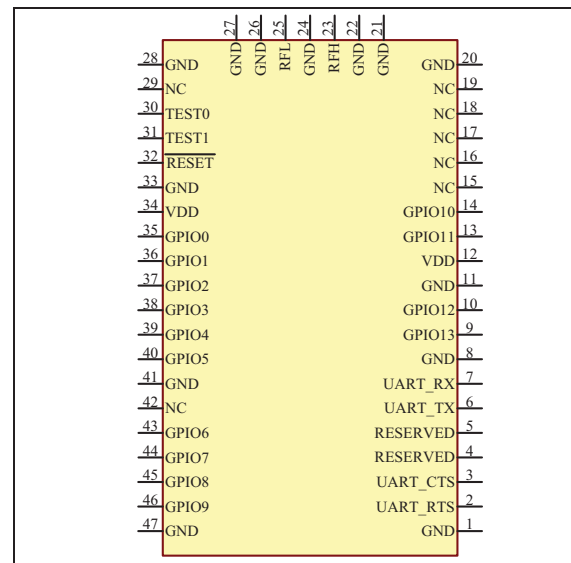 27 26 25 24 23 22 21
GND GND RFL GND RFH GND GND
28 GND GND 20
29 NC NC 19
30 TEST0 NC 18
31 TEST1 NC 17
32 RESET NC 16
33 GND NC 15
34 VDD GPIO10 14
35 GPIO0 GPIO11 13
36 GPIO1 VDD 12
37 GPIO2 GND 11
38 GPIO3 GPIO12 10
39 GPIO4 GPIO13 9
40 GPIO5 GND 8
41 GND UART_RX 7
42 NC UART_TX 6
43 GPIO6 RESERVED 5
44 GPIO7 RESERVED 4
45 GPIO8 UART_CTS 3
46 GPIO9 UART_RTS 2
47 GND GND 1